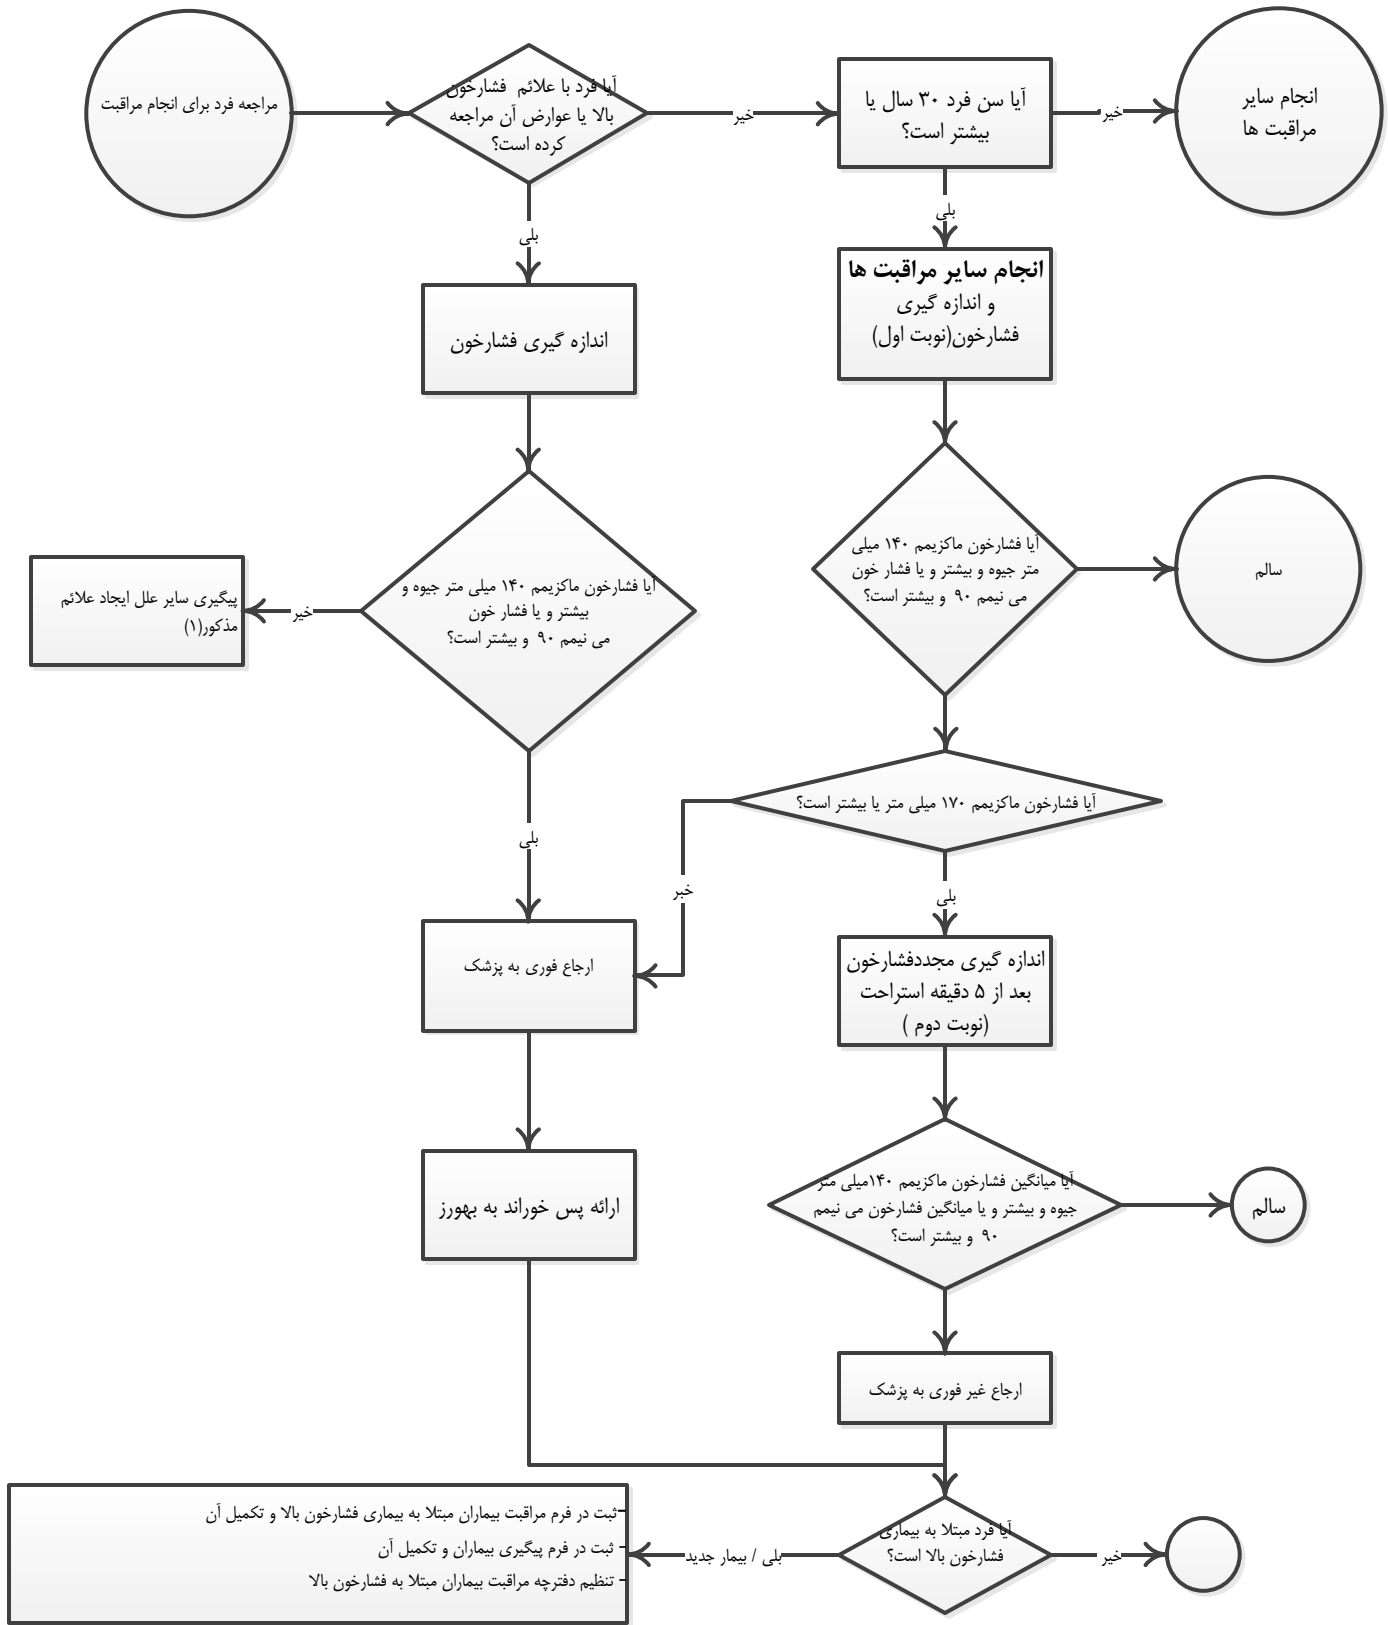 مراجعه فرد برای انجام مراقبت
آیا فرد با علائم فشارخون
بالا یا عوارض آن مراجعه
کرده است؟
خیر
آیا سن فرد ۳۰ سال یا
بیشتر است؟
خیر
انجام سایر
مراقبت ها
بلی
بلی
اندازه گیری فشارخون
انجام سایر مراقبت ها
و اندازه گیری
فشارخون(نوبت اول)
آیا فشارخون ماکزیمم ۱۴۰ میلی
متر جیوه و بیشتر و یا فشار خون
می نیمم ۹۰ و بیشتر است؟
سالم
آیا فشارخون ماکزیمم ۱۴۰ میلی متر جیوه و
بیشتر و یا فشار خون
می نیمم ۹۰ و بیشتر است؟
خیر
پیگیری سایر علل ایجاد علائم
مذکور(۱)
آیا فشارخون ماکزیمم ۱۷۰ میلی متر یا بیشتر است؟
بلی
خبر
بلی
ارجاع فوری به پزشک
اندازه گیری مجددفشارخون
بعد از ۵ دقیقه استراحت
(نوبت دوم )
ارائه پس خوراند به بهورز
آیا میانگین فشارخون ماکزیمم ۱۴۰میلی متر
جیوه و بیشتر و یا میانگین فشارخون می نیمم
۹۰ و بیشتر است؟
سالم
ارجاع غیر فوری به پزشک
آیا فرد مبتلا به بیماری
فشارخون بالا است؟
خیر
بلی / بیمار جدید
-ثبت در فرم مراقبت بیماران مبتلا به بیماری فشارخون بالا و تکمیل آن
- ثبت در فرم پیگیری بیماران و تکمیل آن
- تنظیم دفترچه مراقبت بیماران مبتلا به فشارخون بالا